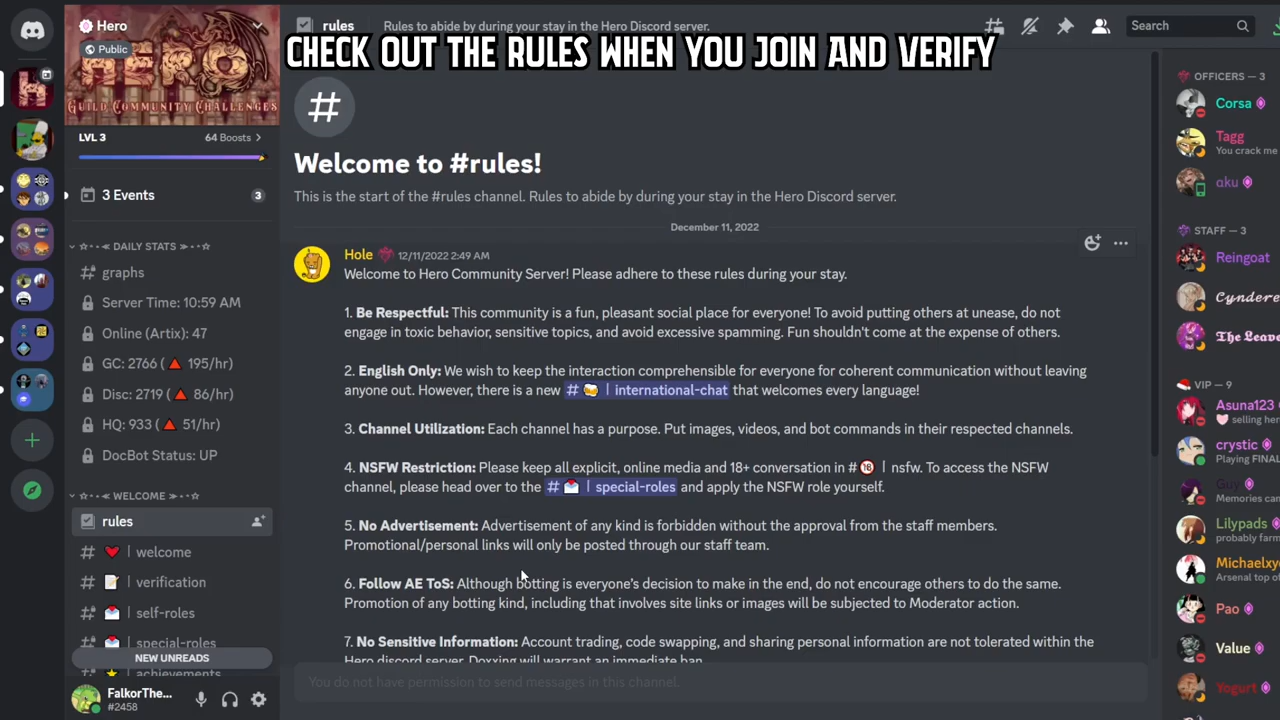 Hero
Public
HERO
GUILD COMMUNITY CHALLENGES
LVL 3
64 Boosts
3 Events
3
DAILY STATS
graphs
Server Time: 10:59 AM
Online (Artix): 47
GC: 2766 (🔺 195/hr)
Disc: 2719 (🔺 86/hr)
HQ: 933 🔺 51/hr)
DocBot Status: UP
WELCOME
rules
welcome
verification
self-roles
special-roles
NEW UNREADS
achievements
FalkorThe...
#2458
rules
Rules to abide by during your stay in the Hero Discord server.
Search
CHECK OUT THE RULES WHEN YOU JOIN AND VERIFY
Welcome to #rules!
This is the start of the #rules channel. Rules to abide by during your stay in the Hero Discord server.
December 11, 2022
Hole 12/11/2022 2:49 AM
Welcome to Hero Community Server! Please adhere to these rules during your stay.
1. Be Respectful: This community is a fun, pleasant social place for everyone! To avoid putting others at unease, do not
engage in toxic behavior, sensitive topics, and avoid excessive spamming. Fun shouldn't come at the expense of others.
2. English Only: We wish to keep the interaction comprehensible for everyone for coherent communication without leaving
anyone out. However, there is a new # 🍻 | international-chat that welcomes every language!
3. Channel Utilization: Each channel has a purpose. Put images, videos, and bot commands in their respected channels.
4. NSFW Restriction: Please keep all explicit, online media and 18+ conversation in # 🔞 | nsfw. To access the NSFW
channel, please head over to the # 📩 | special-roles and apply the NSFW role yourself.
5. No Advertisement: Advertisement of any kind is forbidden without the approval from the staff members.
Promotional/personal links will only be posted through our staff team.
6. Follow AE ToS: Although botting is everyone's decision to make in the end, do not encourage others to do the same.
Promotion of any botting kind, including that involves site links or images will be subjected to Moderator action.
7. No Sensitive Information: Account trading, code swapping, and sharing personal information are not tolerated within the
Hero discord server. Doxxing will warrant an immediate ban.
You do not have permission to send messages in this channel.
OFFICERS — 3
Corsa
Tagg
You crack me
aku
STAFF — 3
Reingoat
Cyndere
The Leave
VIP — 9
Asuna123
selling her
crystic
Playing FINAL
Guy
Memories can
Lilypads
probably farm
Michaelxy
Arsenal top of
Pao
Value
Yogurt